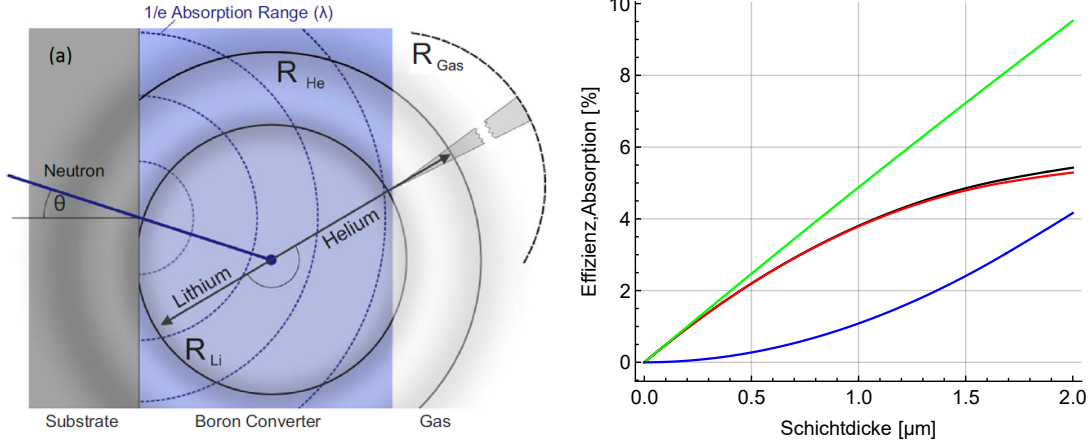 1/e Absorption Range (λ)
(a)
R He
R Gas
Neutron
θ
Helium
Lithium
R Li
Substrate
Boron Converter
Gas
10
8
6
4
2
0
Effizienz,Absorption [%]
0.0
0.5
1.0
1.5
2.0
Schichtdicke [µm]